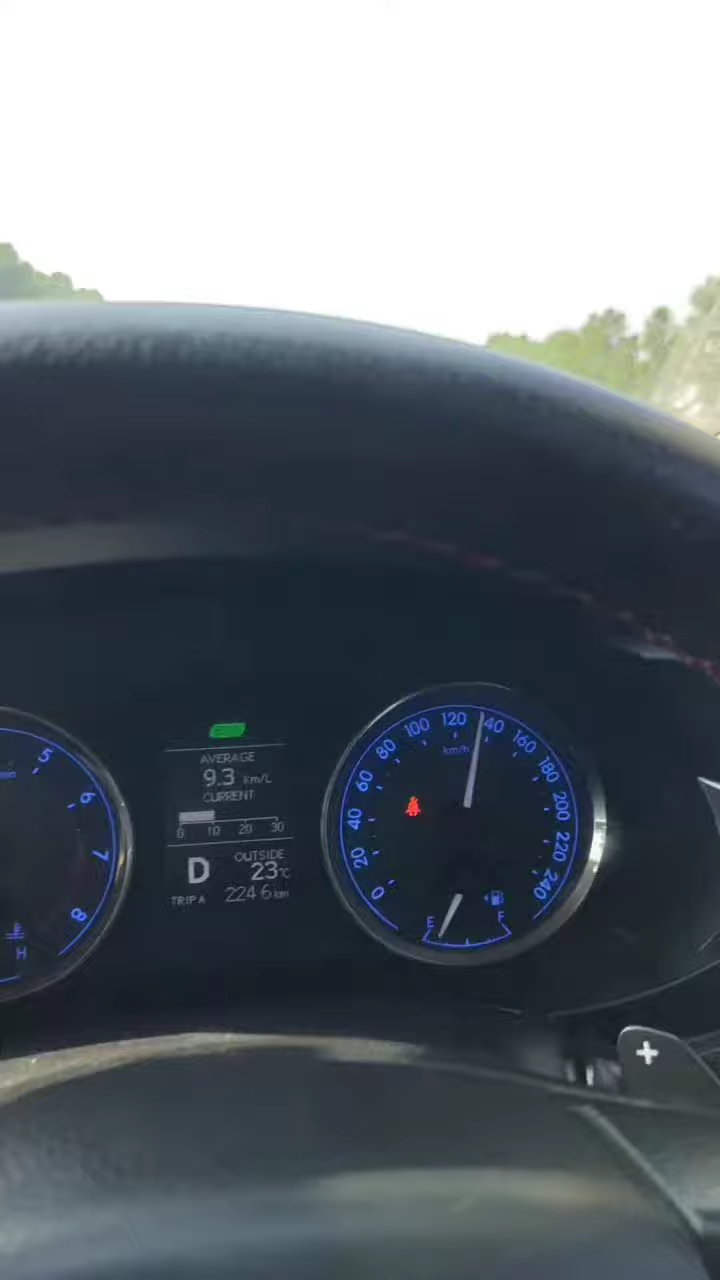 5
6
7
8
H
AVERAGE
9.3 Km/L
CURRENT
0 10 20 30
D
OUTSIDE
23°C
TRIP A 224.6 km
0 20 40 60 80 100 120 140 160 180 200 220 240
km/h
E F
+